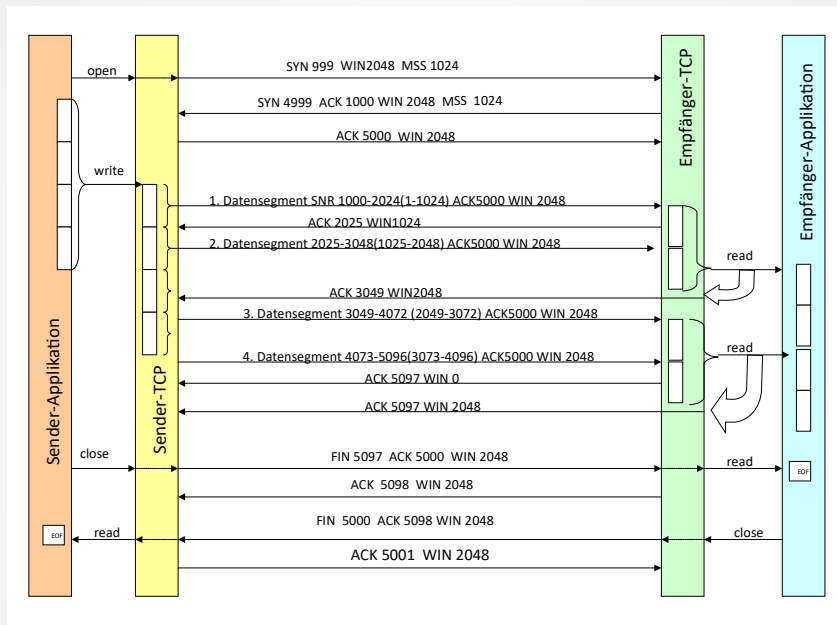 open
SYN 999 WIN2048 MSS 1024
SYN 4999 ACK 1000 WIN 2048 MSS 1024
ACK 5000 WIN 2048
write
1. Datensegment SNR 1000-2024(1-1024) ACK5000 WIN 2048
ACK 2025 WIN1024
2. Datensegment 2025-3048(1025-2048) ACK5000 WIN 2048
read
ACK 3049 WIN2048
3. Datensegment 3049-4072 (2049-3072) ACK5000 WIN 2048
read
4. Datensegment 4073-5096(3073-4096) ACK5000 WIN 2048
ACK 5097 WIN 0
ACK 5097 WIN 2048
close
FIN 5097 ACK 5000 WIN 2048
read
EOF
ACK 5098 WIN 2048
FIN 5000 ACK 5098 WIN 2048
EOF
read
close
ACK 5001 WIN 2048
Sender-Applikation
Sender-TCP
Empfänger-TCP
Empfänger-Applikation